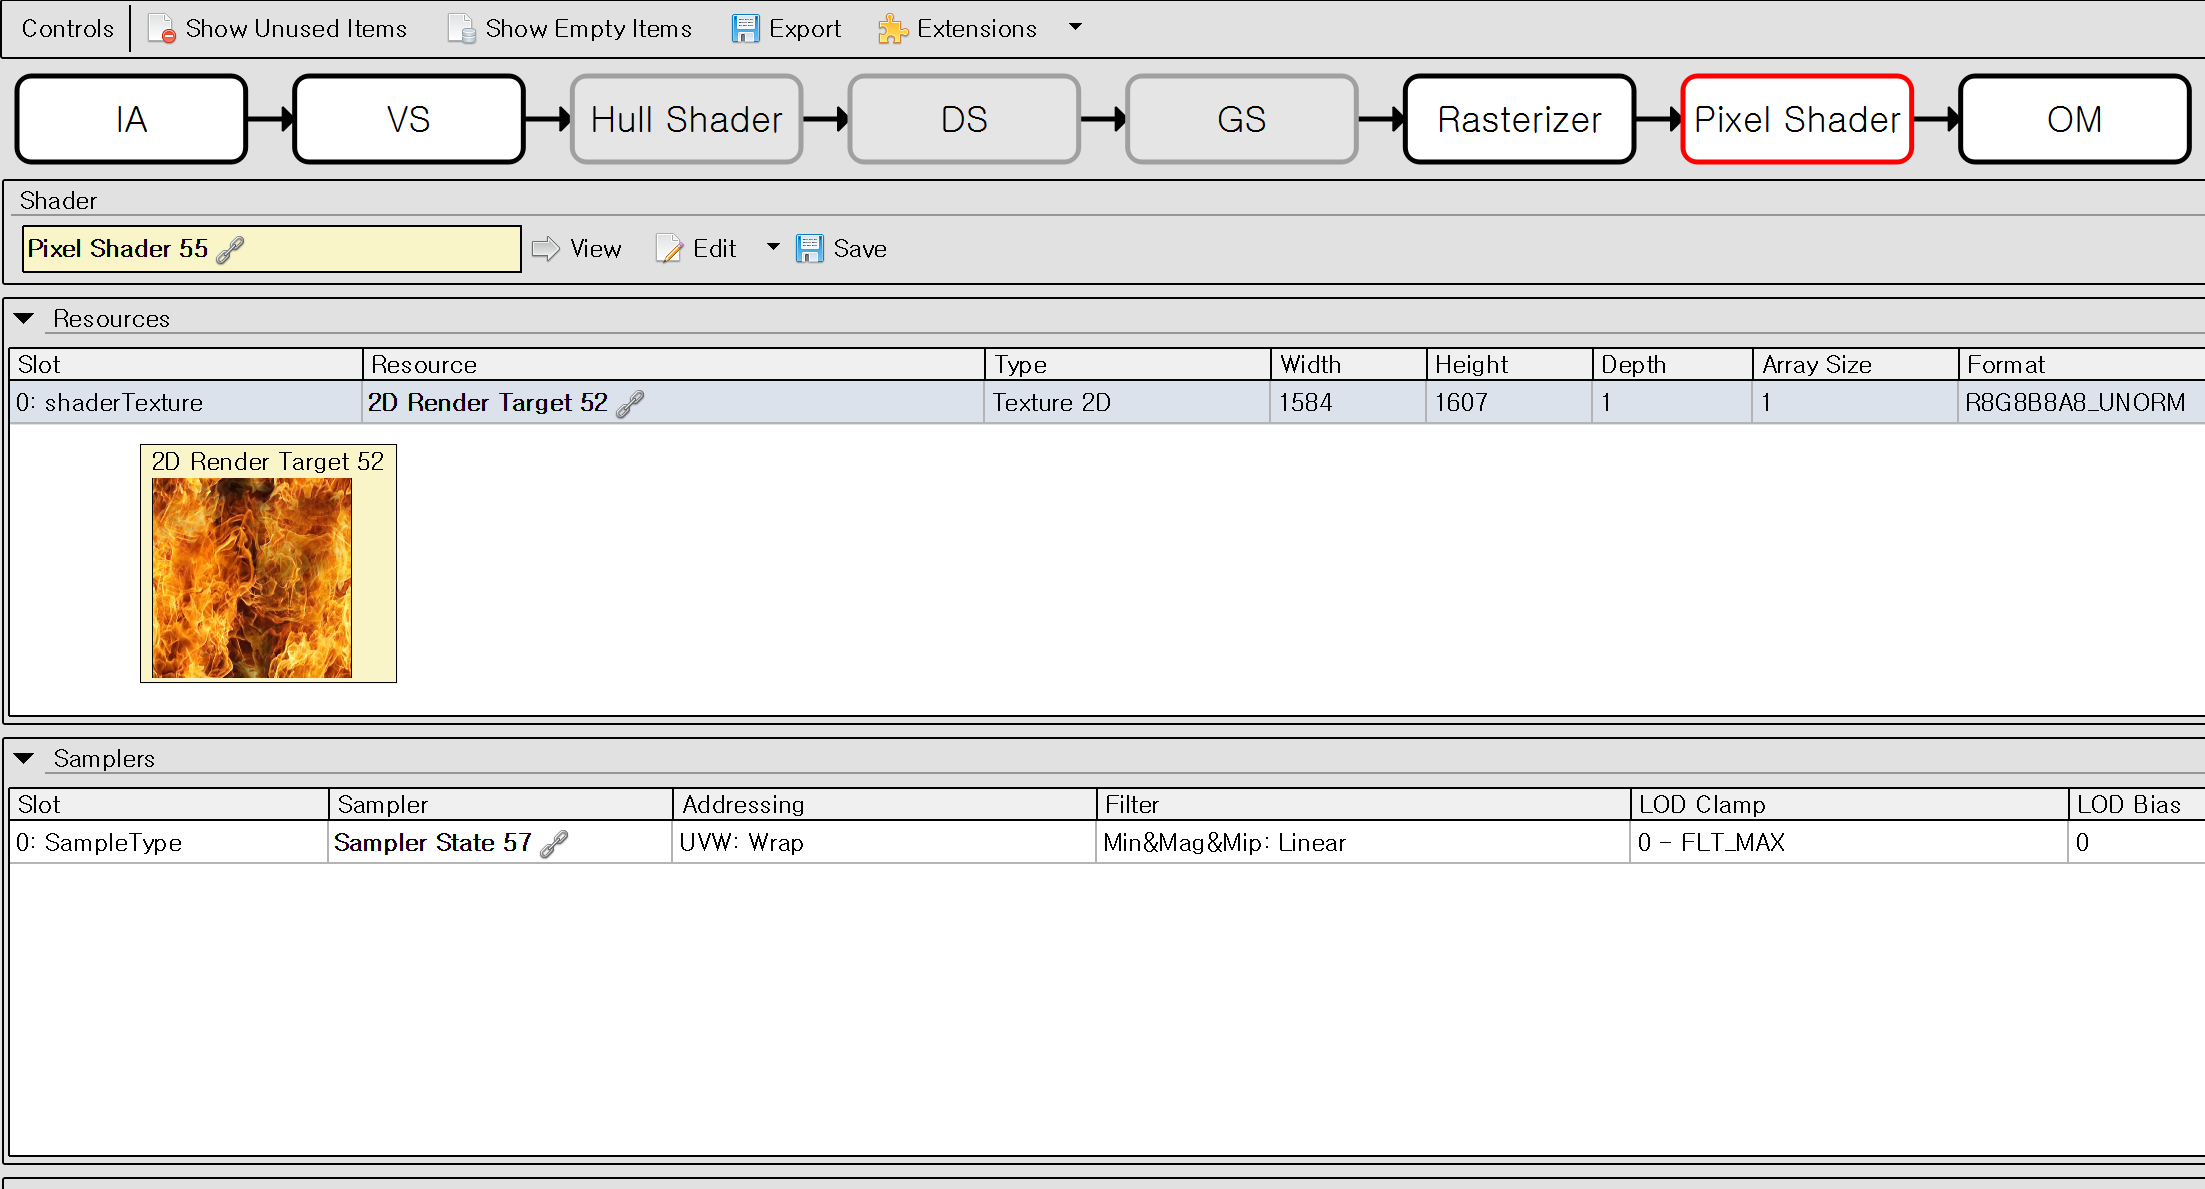 Controls Show Unused Items Show Empty Items Export Extensions
IA VS Hull Shader DS GS Rasterizer Pixel Shader OM
Shader
Pixel Shader 55 View Edit Save
Resources
Slot Resource Type Width Height Depth Array Size Format
0: shaderTexture 2D Render Target 52 Texture 2D 1584 1607 1 1 R8G8B8A8_UNORM
2D Render Target 52
Samplers
Slot Sampler Addressing Filter LOD Clamp LOD Bias
0: SampleType Sampler State 57 UVW: Wrap Min&Mag&Mip: Linear 0 - FLT_MAX 0